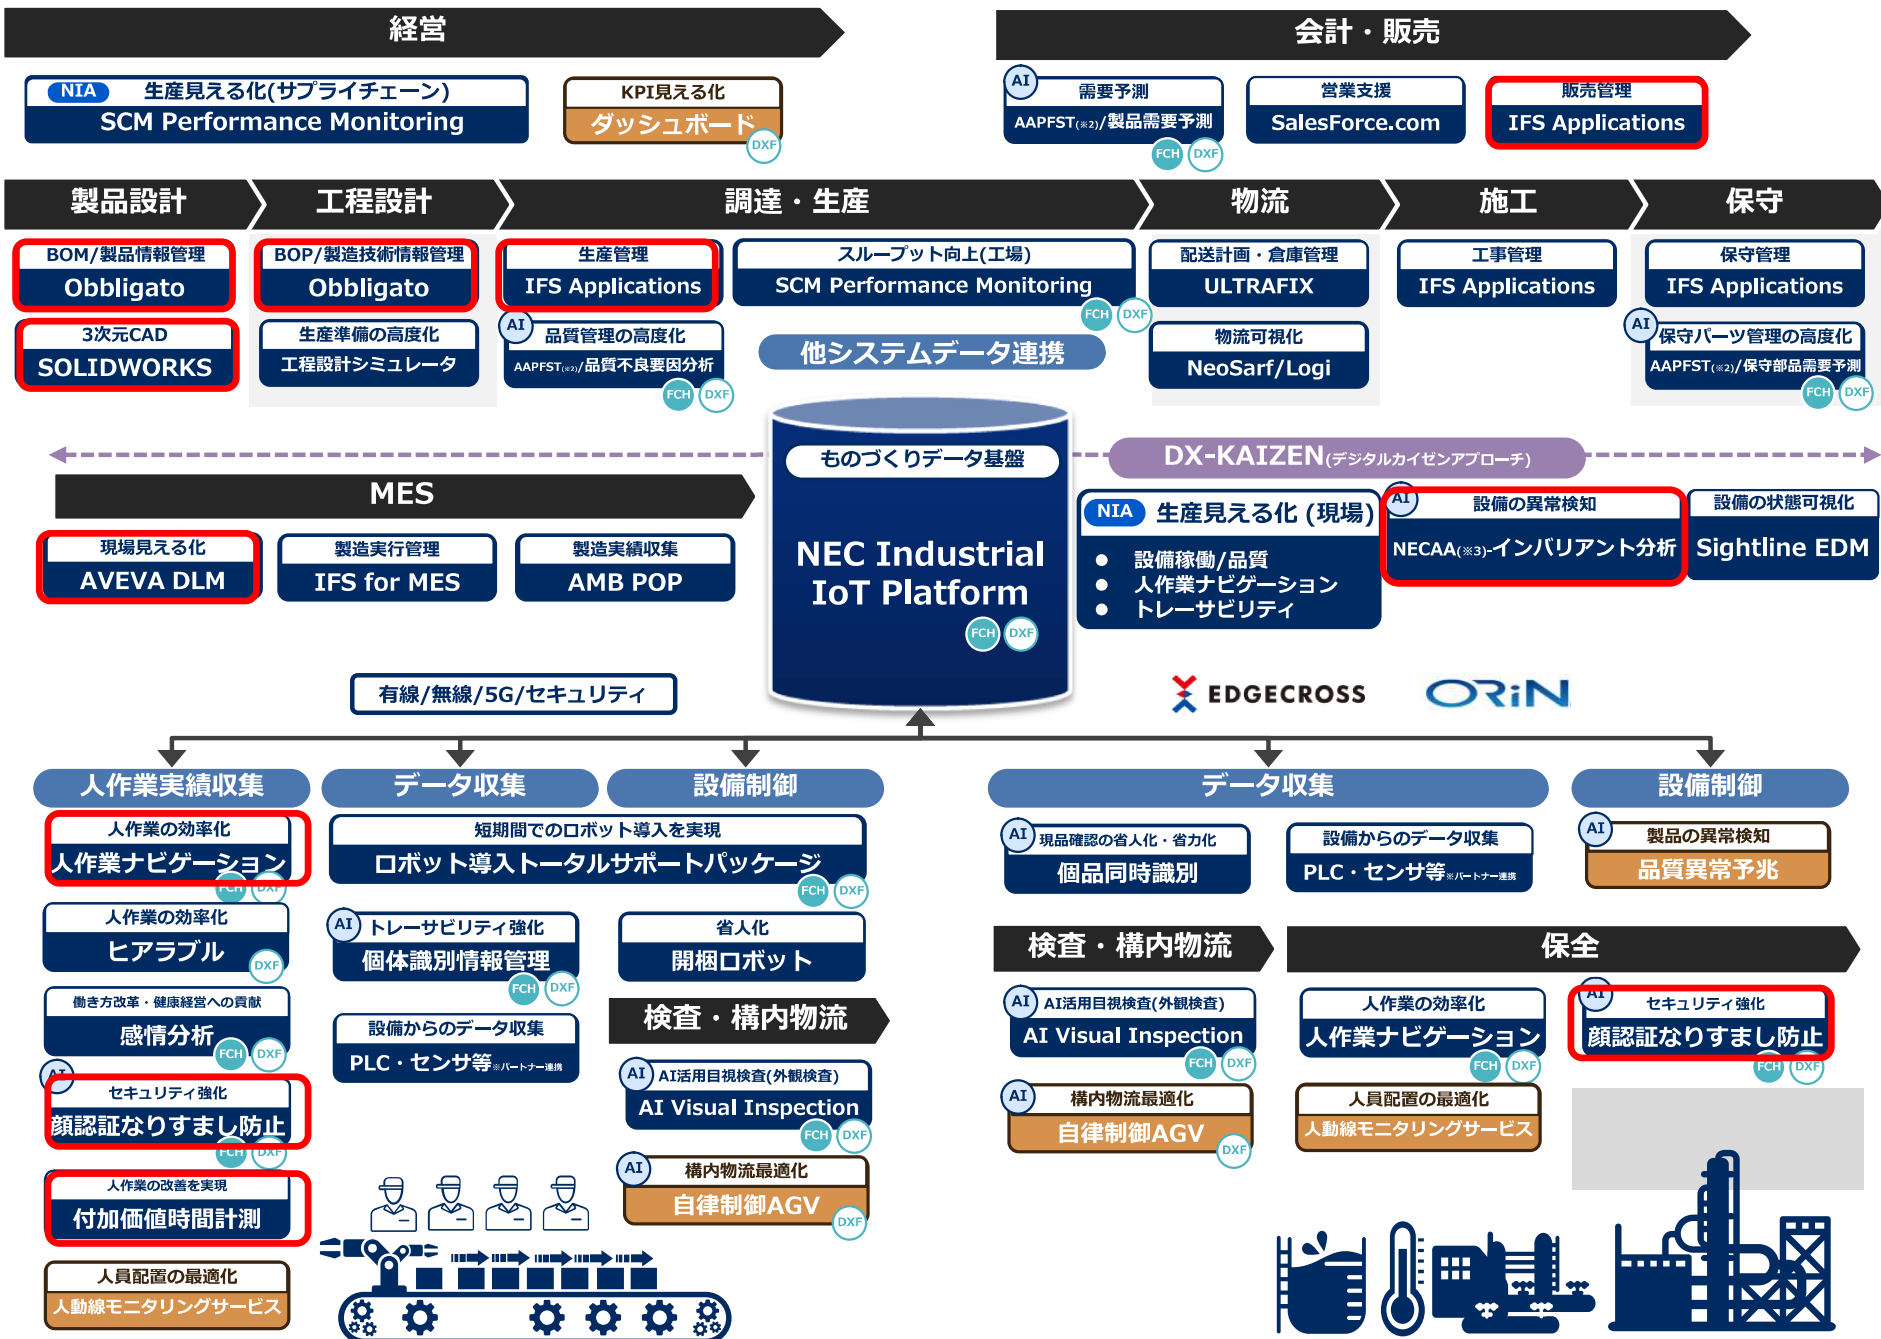 経営
会計・販売
NIA 生産見える化(サプライチェーン)
SCM Performance Monitoring
KPI見える化
ダッシュボード
DXF
AI
需要予測
AAPFST(※2)/製品需要予測
FCH DXF
営業支援
SalesForce.com
販売管理
IFS Applications
製品設計
工程設計
調達・生産
物流
施工
保守
BOM/製品情報管理
Obbligato
BOP/製造技術情報管理
Obbligato
生産管理
IFS Applications
スループット向上(工場)
SCM Performance Monitoring
FCH DXF
配送計画・倉庫管理
ULTRAFIX
工事管理
IFS Applications
保守管理
IFS Applications
3次元CAD
SOLIDWORKS
生産準備の高度化
工程設計シミュレータ
AI
品質管理の高度化
AAPFST(※2)/品質不良要因分析
FCH DXF
他システムデータ連携
物流可視化
NeoSarf/Logi
AI
保守パーツ管理の高度化
AAPFST(※2)/保守部品需要予測
FCH DXF
ものづくりデータ基盤
NEC Industrial
IoT Platform
FCH DXF
DX-KAIZEN(デジタルカイゼンアプローチ)
MES
現場見える化
AVEVA DLM
製造実行管理
IFS for MES
製造実績収集
AMB POP
NIA 生産見える化 (現場)
● 設備稼働/品質
● 人作業ナビゲーション
● トレーサビリティ
AI
設備の異常検知
NECAA(※3)-インバリアント分析
設備の状態可視化
Sightline EDM
有線/無線/5G/セキュリティ
EDGECROSS
ORiN
人作業実績収集
データ収集
設備制御
データ収集
設備制御
人作業の効率化
人作業ナビゲーション
FCH DXF
短期間でのロボット導入を実現
ロボット導入トータルサポートパッケージ
FCH DXF
AI
現品確認の省人化・省力化
個品同時識別
設備からのデータ収集
PLC・センサ等※パートナー連携
AI
製品の異常検知
品質異常予兆
人作業の効率化
ヒアラブル
DXF
AI
トレーサビリティ強化
個体識別情報管理
FCH DXF
省人化
開梱ロボット
検査・構内物流
保全
働き方改革・健康経営への貢献
感情分析
FCH DXF
設備からのデータ収集
PLC・センサ等※パートナー連携
検査・構内物流
AI
AI活用目視検査(外観検査)
AI Visual Inspection
FCH DXF
人作業の効率化
人作業ナビゲーション
FCH DXF
AI
セキュリティ強化
顔認証なりすまし防止
FCH DXF
AI
セキュリティ強化
顔認証なりすまし防止
FCH DXF
AI
AI活用目視検査(外観検査)
AI Visual Inspection
FCH DXF
AI
構内物流最適化
自律制御AGV
DXF
人員配置の最適化
人動線モニタリングサービス
人作業の改善を実現
付加価値時間計測
AI
構内物流最適化
自律制御AGV
DXF
人員配置の最適化
人動線モニタリングサービス